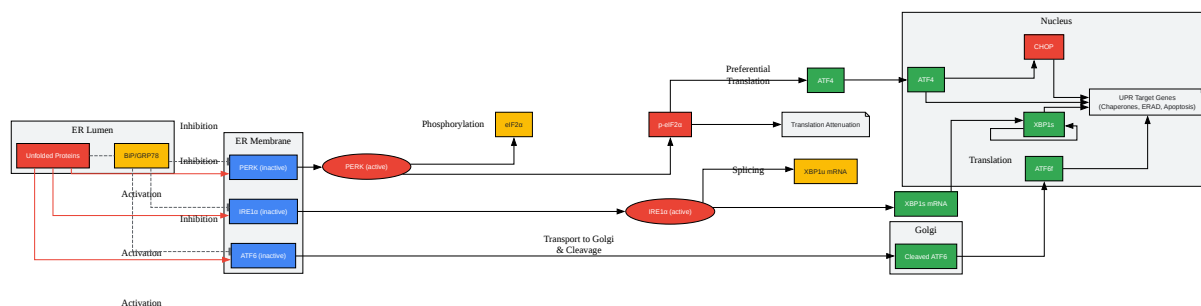 Nucleus
CHOP
Preferential
Translation
ATF4
ATF4
UPR Target Genes
(Chaperones, ERAD, Apoptosis)
ER Lumen
Inhibition
Phosphorylation
eIF2α
p-eIF2α
Translation Attenuation
XBP1s
ER Membrane
Unfolded Proteins
BiP/GRP78
Inhibition
PERK (inactive)
PERK (active)
Splicing
XBP1u mRNA
Translation
ATF6f
Activation
IRE1α (inactive)
IRE1α (active)
XBP1s mRNA
Inhibition
Golgi
Transport to Golgi
& Cleavage
Activation
ATF6 (inactive)
Cleaved ATF6
Activation